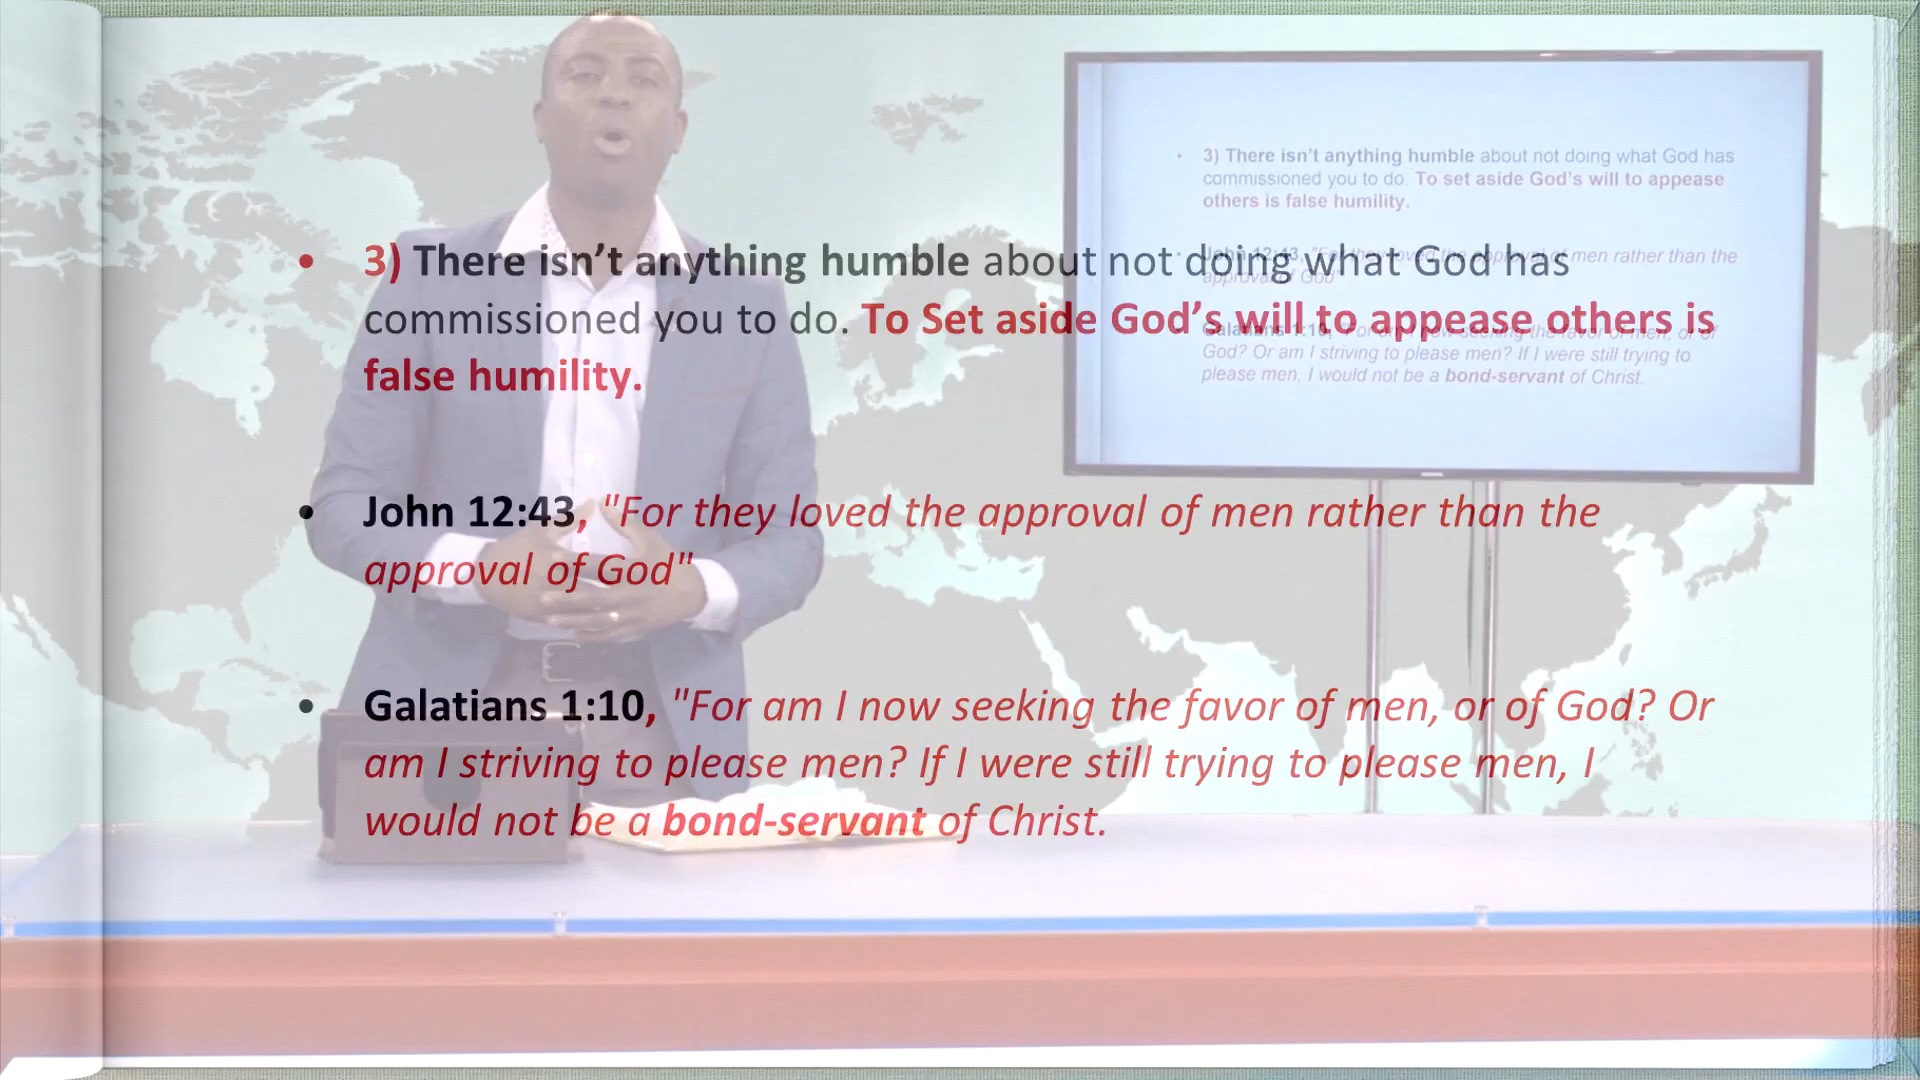 • 3) There isn’t anything humble about not doing what God has
commissioned you to do. To Set aside God’s will to appease others is
false humility.
• John 12:43, "For they loved the approval of men rather than the
approval of God"
• Galatians 1:10, "For am I now seeking the favor of men, or of God? Or
am I striving to please men? If I were still trying to please men, I
would not be a bond-servant of Christ.
• 3) There isn’t anything humble about not doing what God has
commissioned you to do. To set aside God’s will to appease
others is false humility.
John 12:43, "For they loved the approval of men rather than the
approval of God"
Galatians 1:10, "For am I now seeking the favor of men, or of
God? Or am I striving to please men? If I were still trying to
please men, I would not be a bond-servant of Christ.